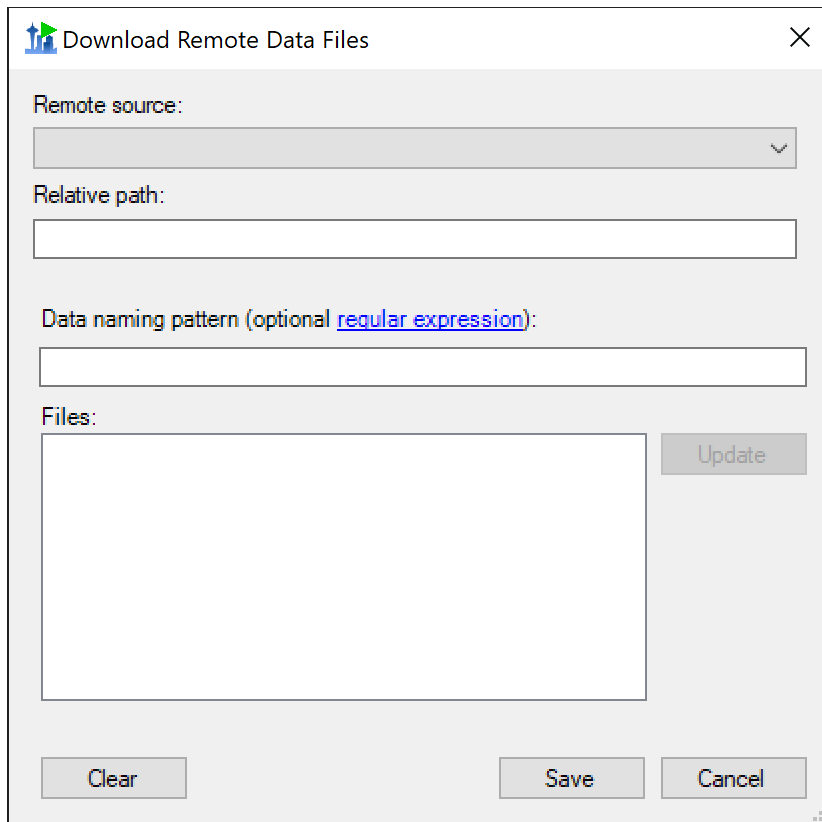 Download Remote Data Files
Remote source:
Relative path:
Data naming pattern (optional regular expression):
Files:
Update
Clear
Save
Cancel